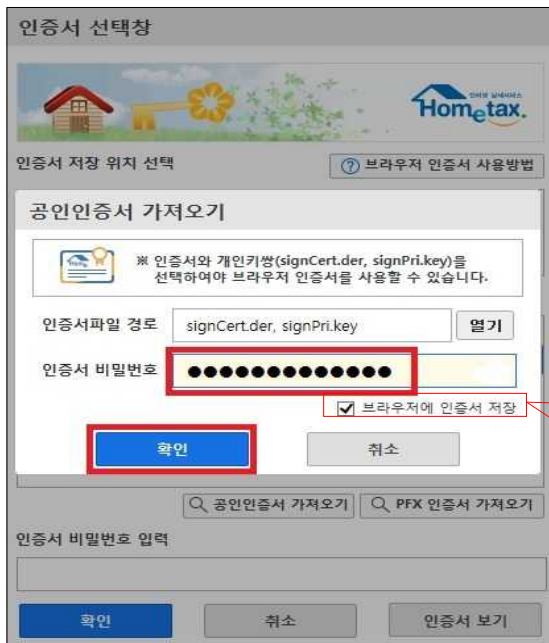 인증서 선택창
Hometax.
인증서 저장 위치 선택
? 브라우저 인증서 사용방법
공인인증서 가져오기
※ 인증서와 개인키쌍(signCert.der, signPri.key)을
선택하여야 브라우저 인증서를 사용할 수 있습니다.
인증서파일 경로 signCert.der, signPri.key 열기
인증서 비밀번호 ●●●●●●●●●●●●●
브라우저에 인증서 저장
확인 취소
공인인증서 가져오기 PFX 인증서 가져오기
인증서 비밀번호 입력
확인 취소 인증서 보기